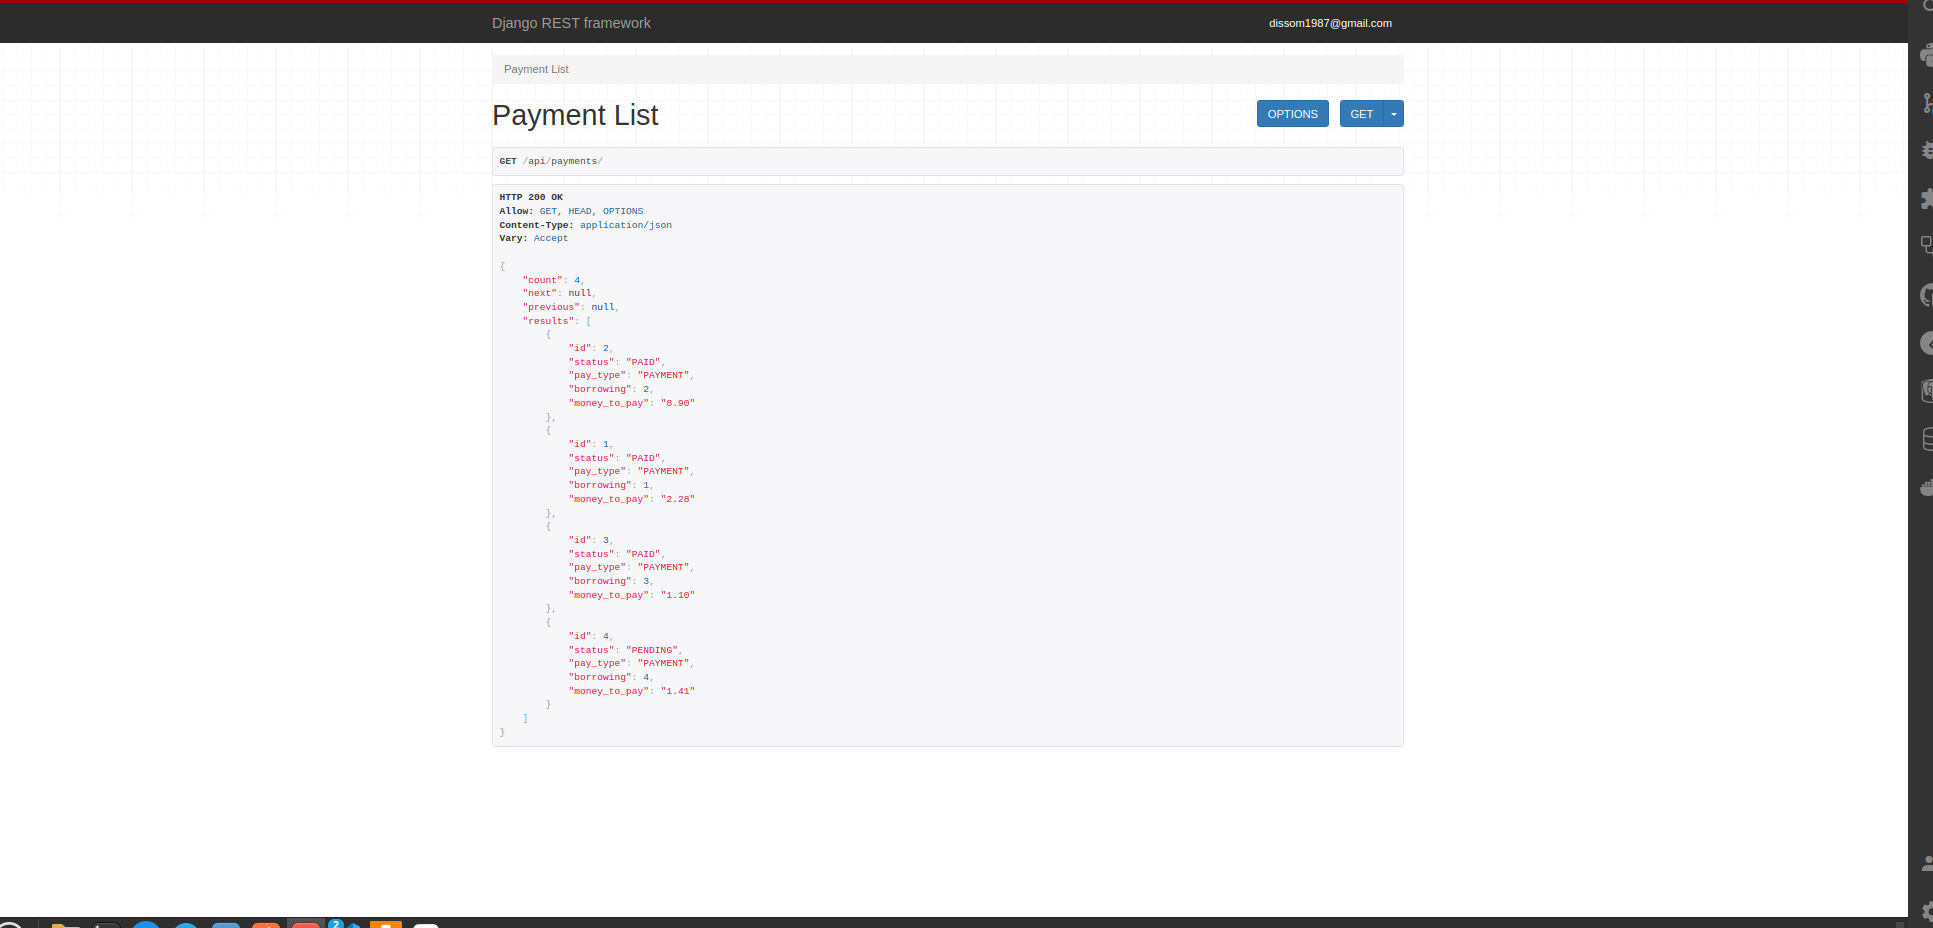 Django REST framework
dissom1987@gmail.com
Payment List
Payment List
OPTIONS
GET
GET /api/payments/
HTTP 200 OK
Allow: GET, HEAD, OPTIONS
Content-Type: application/json
Vary: Accept
{
    "count": 4,
    "next": null,
    "previous": null,
    "results": [
        {
            "id": 2,
            "status": "PAID",
            "pay_type": "PAYMENT",
            "borrowing": 2,
            "money_to_pay": "8.90"
        },
        {
            "id": 1,
            "status": "PAID",
            "pay_type": "PAYMENT",
            "borrowing": 1,
            "money_to_pay": "2.28"
        },
        {
            "id": 3,
            "status": "PAID",
            "pay_type": "PAYMENT",
            "borrowing": 3,
            "money_to_pay": "1.10"
        },
        {
            "id": 4,
            "status": "PENDING",
            "pay_type": "PAYMENT",
            "borrowing": 4,
            "money_to_pay": "1.41"
        }
    ]
}
2